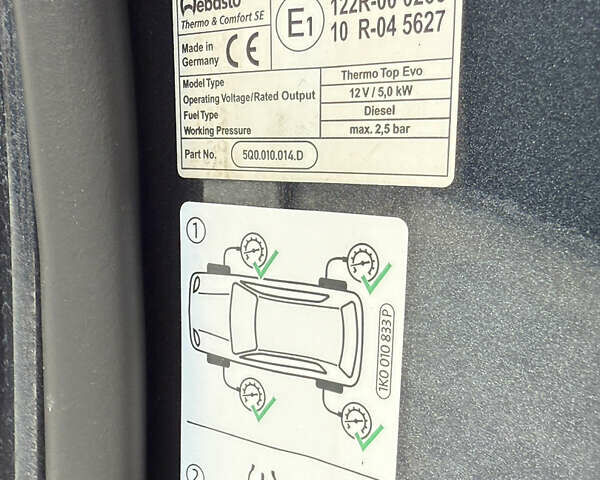 Webasto
Thermo & Comfort SE
Made in
Germany
CE
E1
10 R-04 5627
Model Type
Thermo Top Evo
Operating Voltage/Rated Output
12 V / 5,0 kW
Fuel Type
Diesel
Working Pressure
max. 2,5 bar
Part No.
5Q0.010.014.D
1
1K0 010 833 P
2